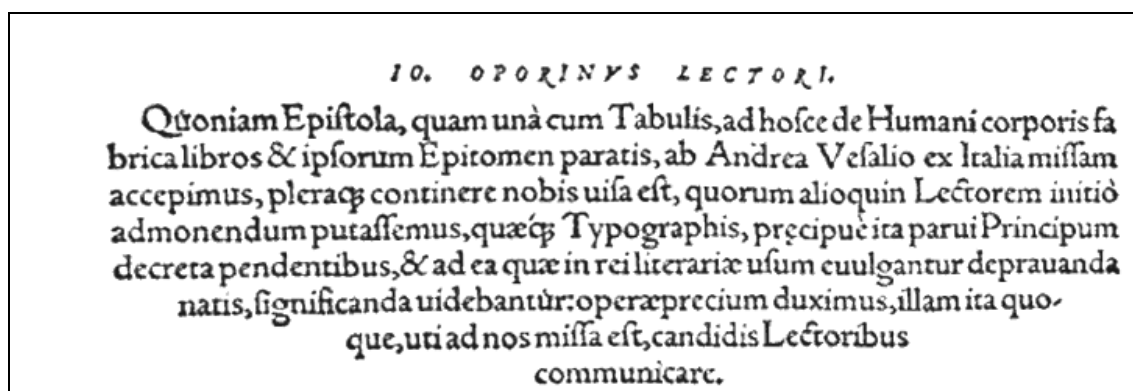 IO. OPORINVS LECTORI.
Quoniam Epiſtola, quam unà cum Tabulis, ad hoſce de Humani corporis fa
brica libros & ipſorum Epitomen paratis, ab Andrea Veſalio ex Italia miſſam
accepimus, pleraq́ꝫ continere nobis uiſa eſt, quorum alioquin Lectorem initiò
admonendum putaſſemus, quæq́ꝫ Typographis, pręcipuè ita parui Principum
decreta pendentibus, & ad ea quæ in rei literariæ uſum euulgantur deprauanda
natis, ſignificanda uidebantur: operæprecium duximus, illam ita quo-
que, uti ad nos miſſa eſt, candidis Lectoribus
communicare.